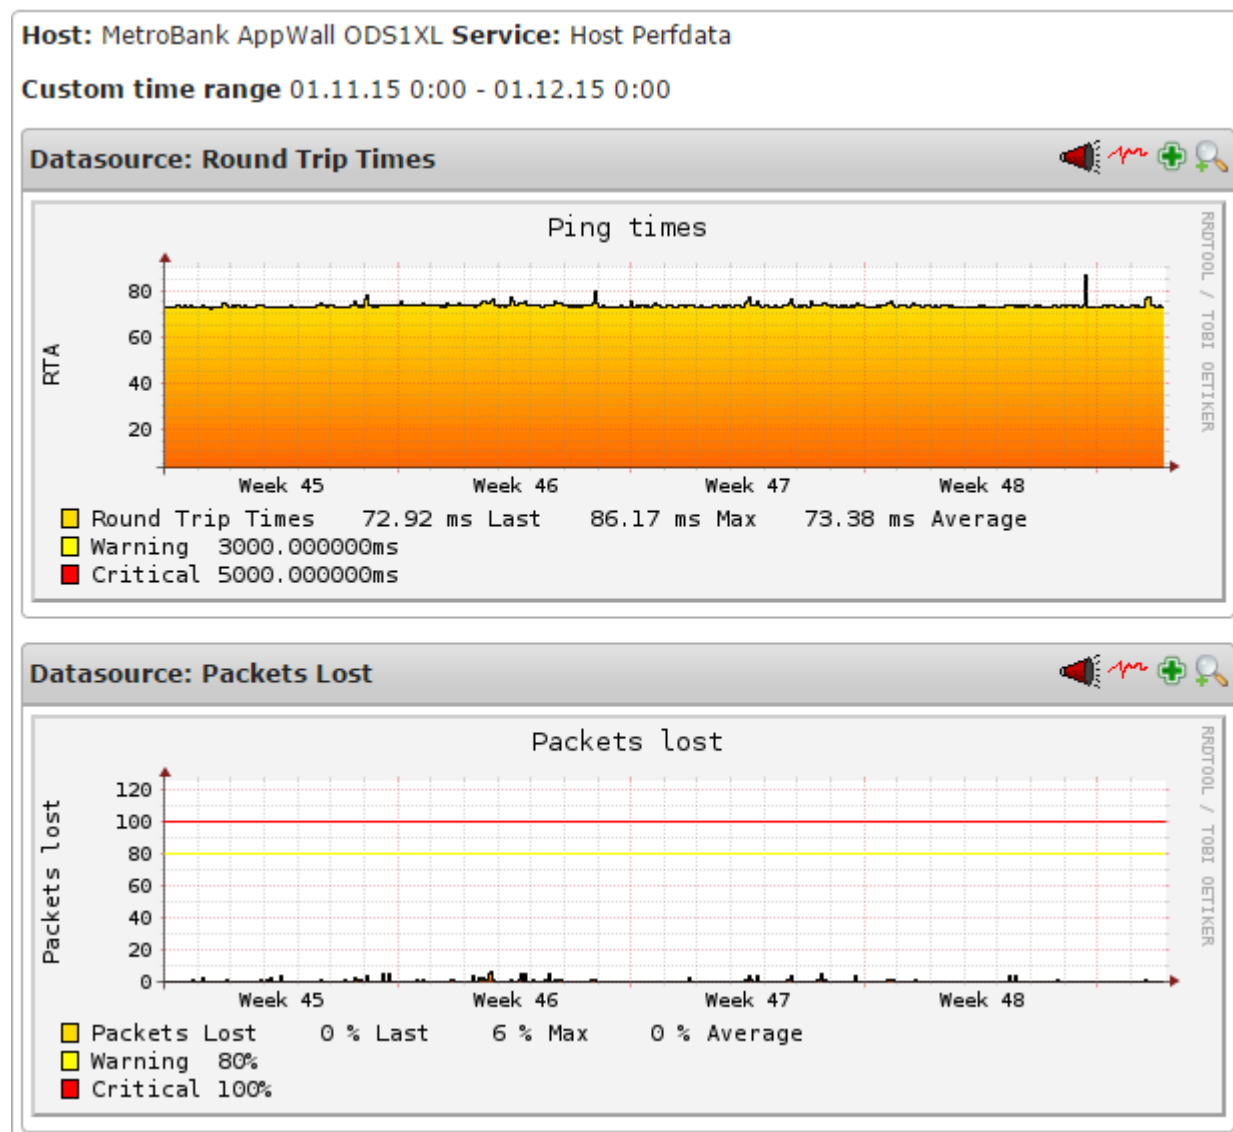 Host: MetroBank AppWall ODS1XL Service: Host Perfdata
Custom time range 01.11.15 0:00 - 01.12.15 0:00
Datasource: Round Trip Times
Ping times
RTA
80
60
40
20
Week 45 Week 46 Week 47 Week 48
Round Trip Times 72.92 ms Last 86.17 ms Max 73.38 ms Average
Warning 3000.000000ms
Critical 5000.000000ms
RRDTOOL / TOBI OETIKER
Datasource: Packets Lost
Packets lost
Packets lost
120
100
80
60
40
20
0
Week 45 Week 46 Week 47 Week 48
Packets Lost 0 % Last 6 % Max 0 % Average
Warning 80%
Critical 100%
RRDTOOL / TOBI OETIKER